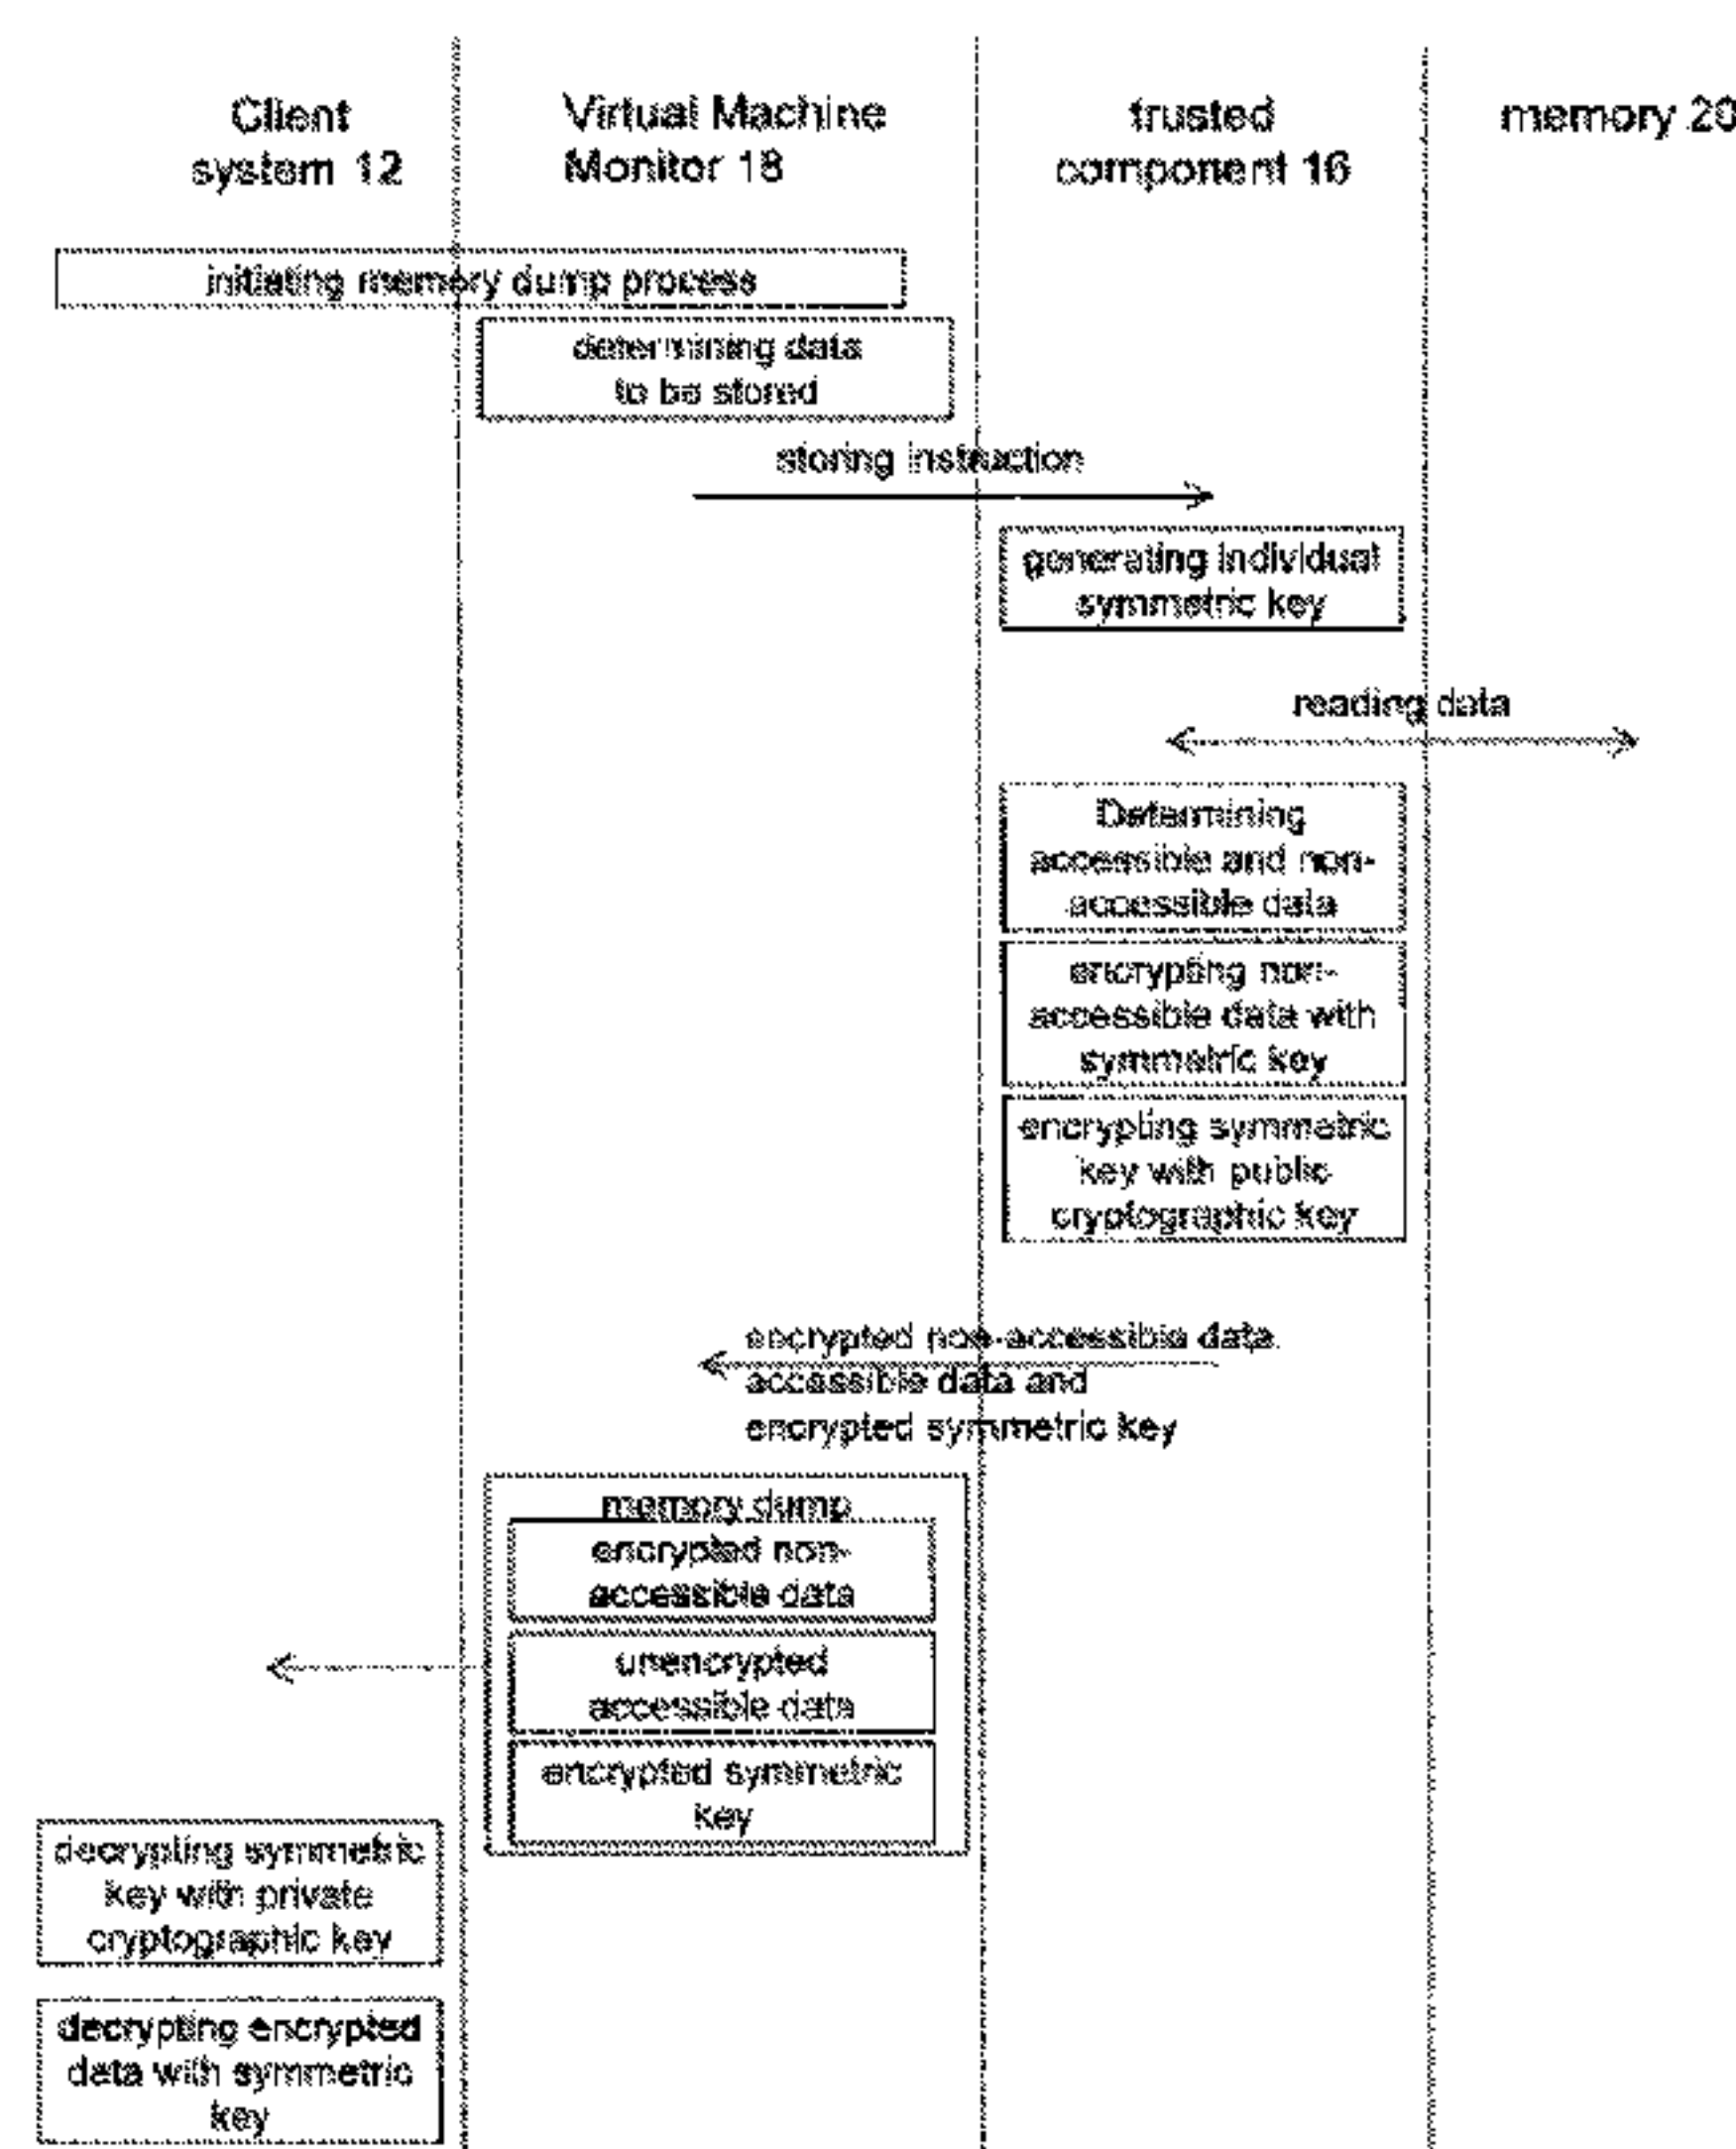 Client
system 12
Virtual Machine
Monitor 18
trusted
component 16
memory 20
initiating memory dump process
determining data
to be stored
storing instruction
generating individual
symmetric key
reading data
Determining
accessible and non-
accessible data
encrypting non-
accessible data with
symmetric key
encrypting symmetric
key with public
cryptographic key
encrypted non-accessible data.
accessible data and
encrypted symmetric key
memory dump
encrypted non-
accessible data
unencrypted
accessible data
encrypted symmetric
key
decrypting symmetric
key with private
cryptographic key
decrypting encrypted
data with symmetric
key